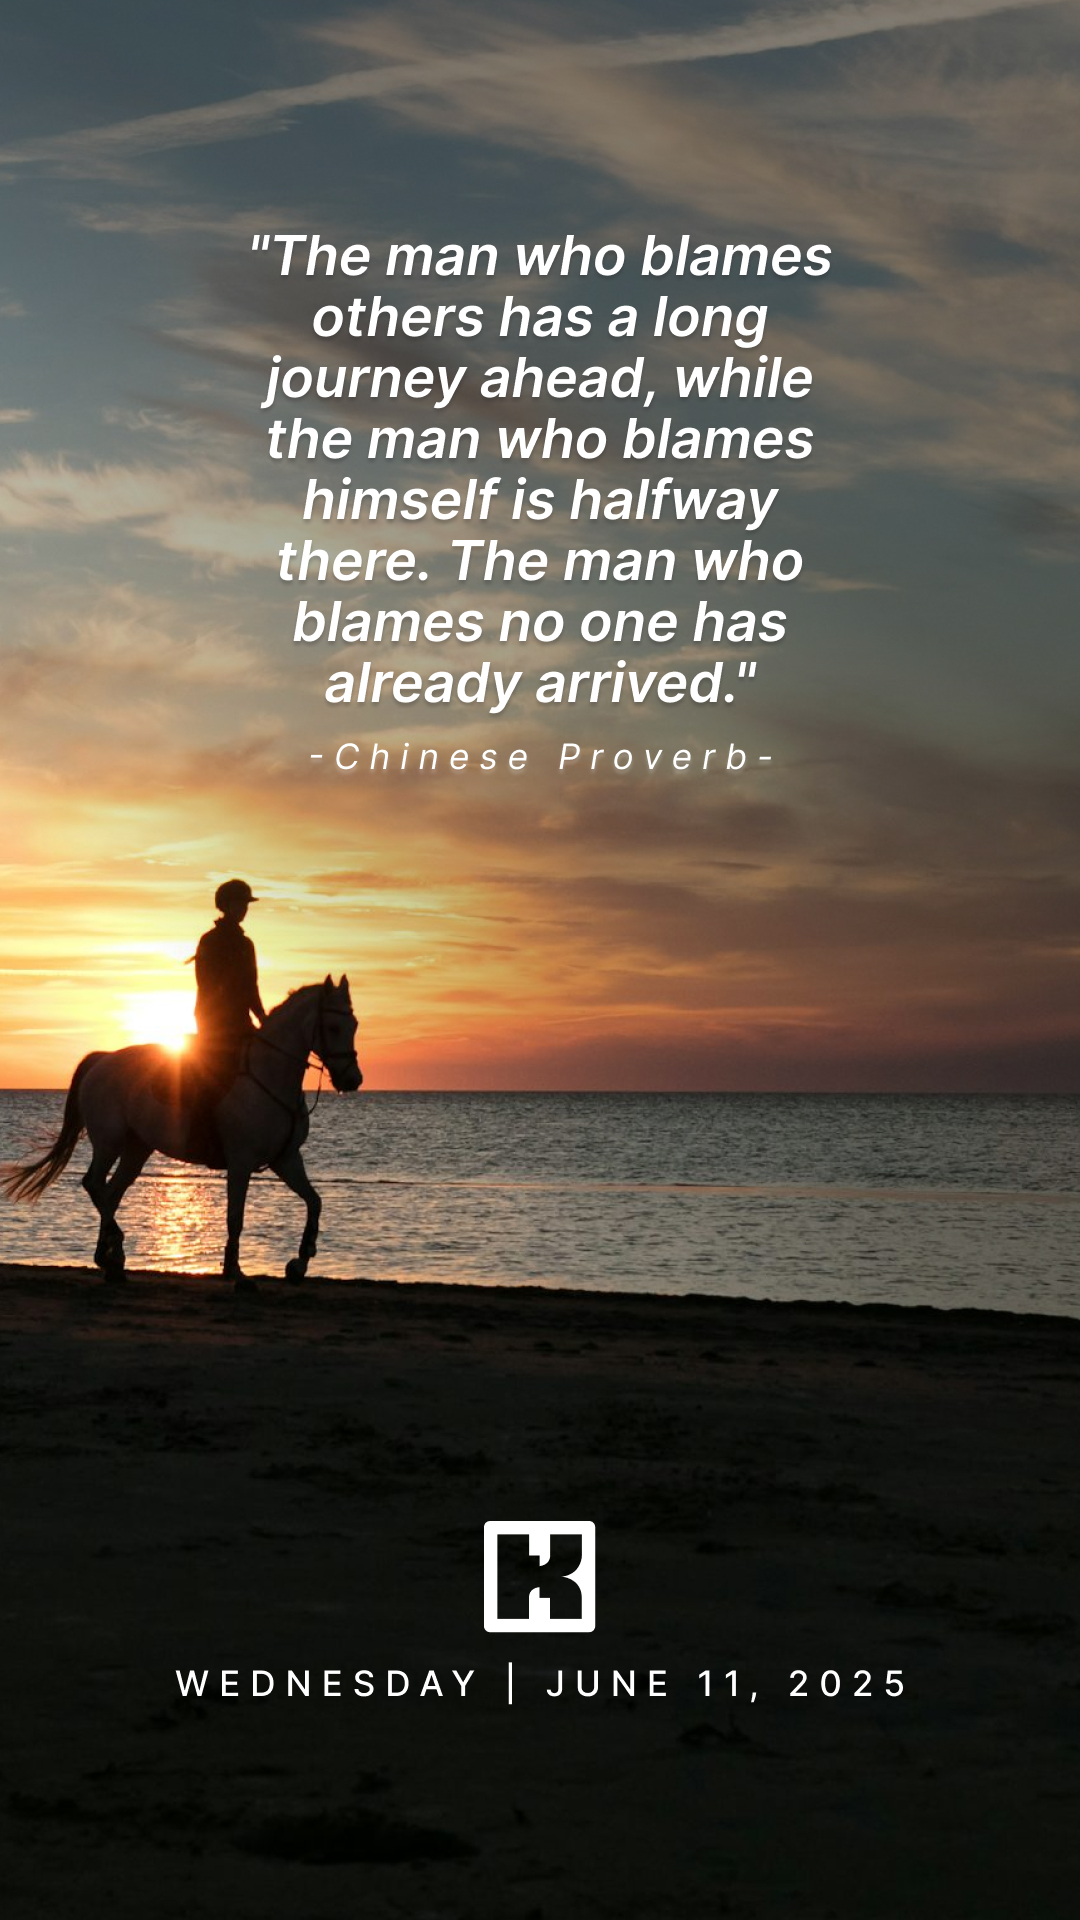 "The man who blames
others has a long
journey ahead, while
the man who blames
himself is halfway
there. The man who
blames no one has
already arrived."
-Chinese Proverb-
K
WEDNESDAY | JUNE 11, 2025